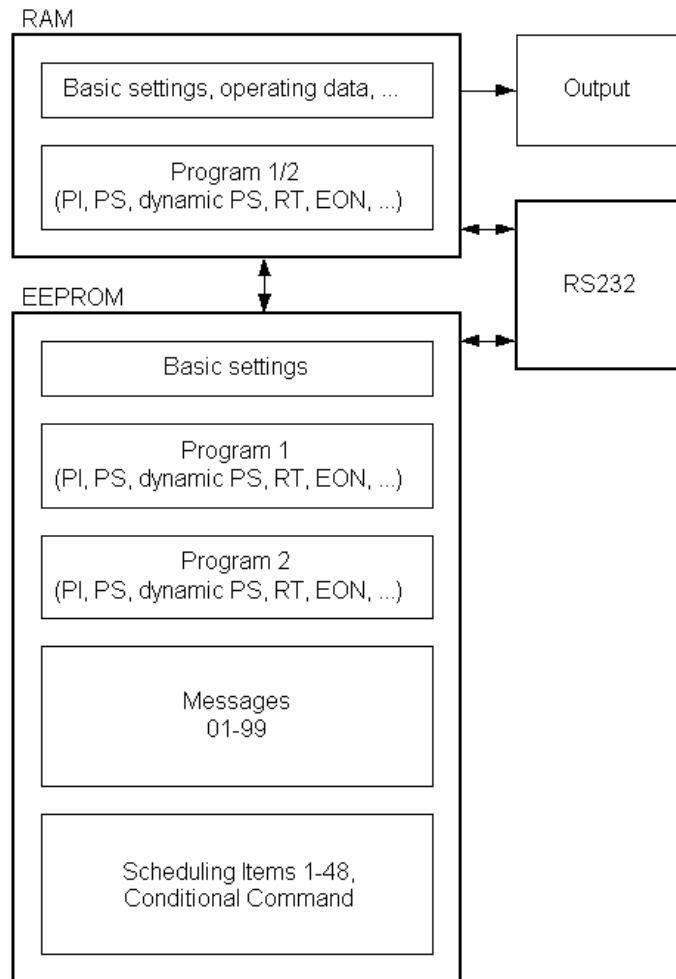 RAM
Basic settings, operating data, ...
Output
Program 1/2
(PI, PS, dynamic PS, RT, EON, ...)
RS232
EEPROM
Basic settings
Program 1
(PI, PS, dynamic PS, RT, EON, ...)
Program 2
(PI, PS, dynamic PS, RT, EON, ...)
Messages
01-99
Scheduling Items 1-48,
Conditional Command